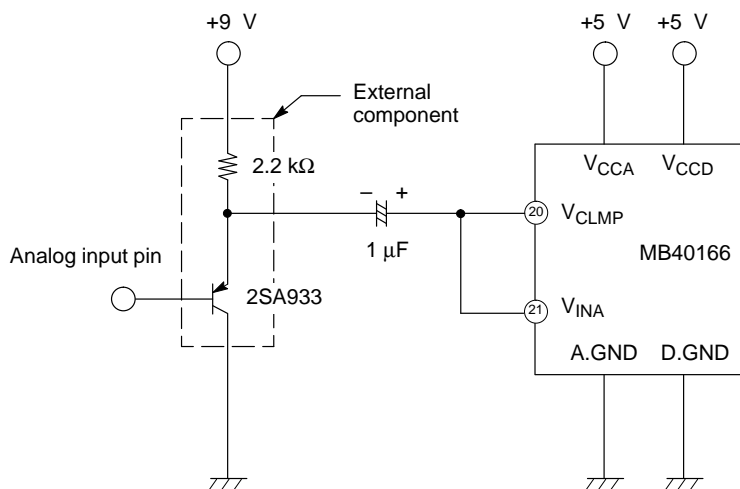 +9 V
+5 V
+5 V
External
component
2.2 kΩ
VCCA
VCCD
− +
20
VCLMP
1 μF
MB40166
Analog input pin
2SA933
21
VINA
A.GND
D.GND